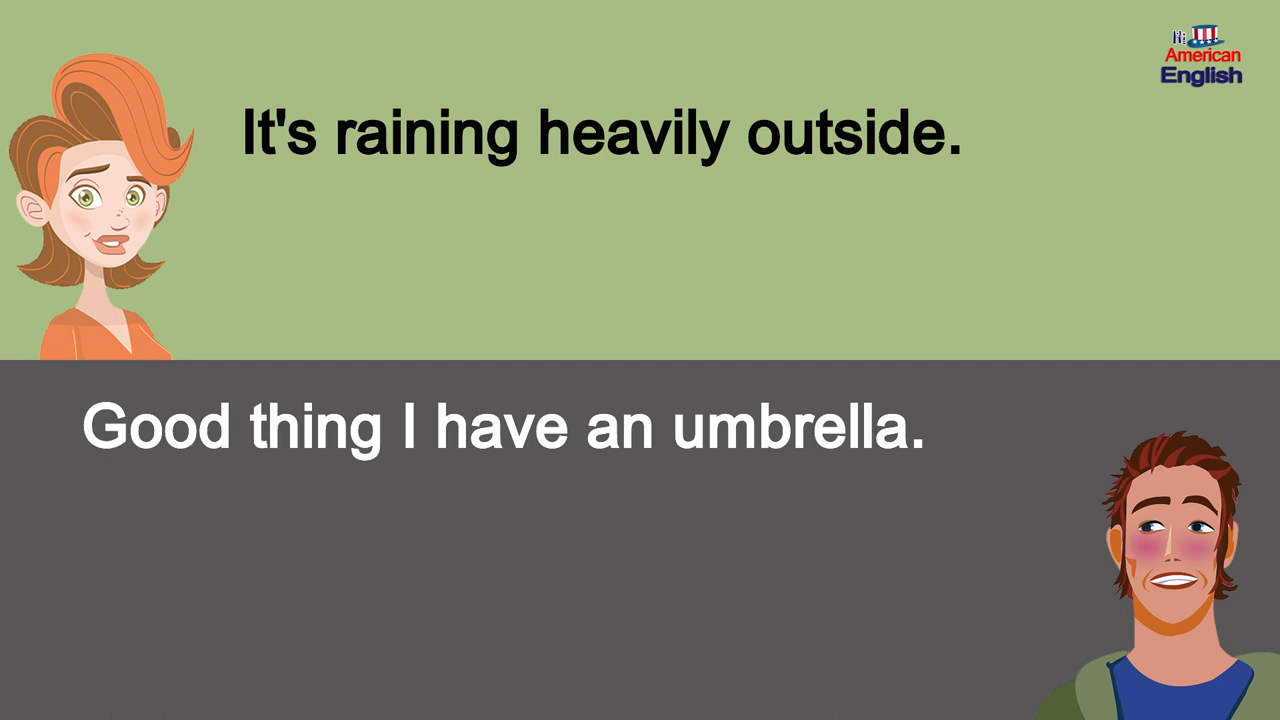 Hi
American
English
It's raining heavily outside.
Good thing I have an umbrella.